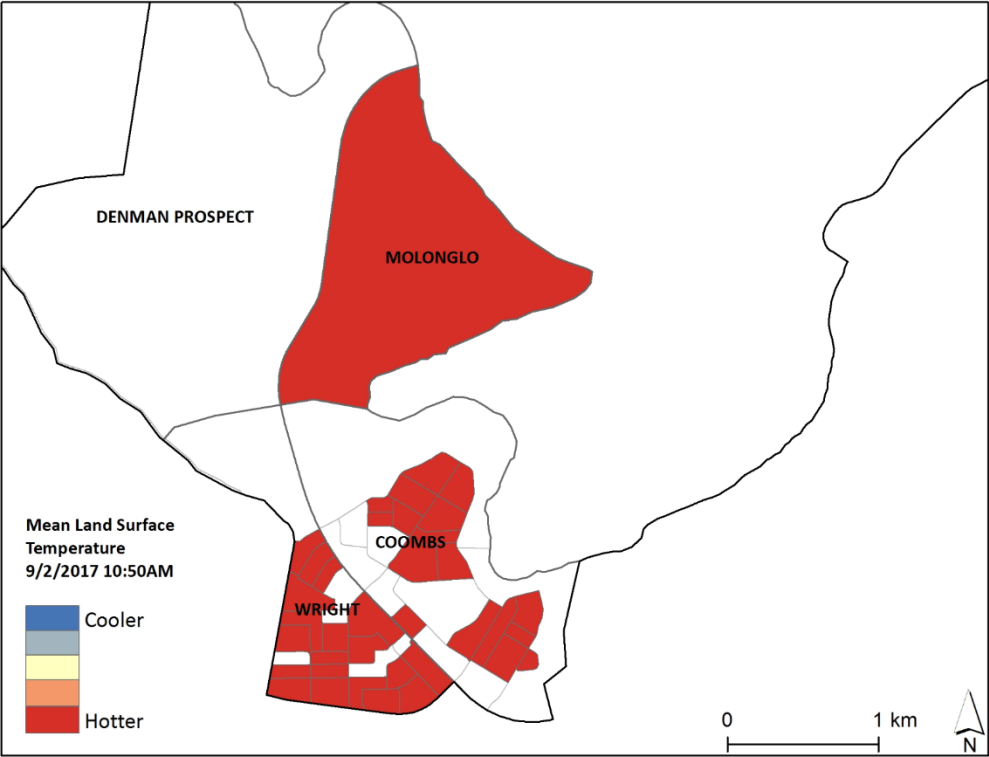 DENMAN PROSPECT
MOLONGLO
COOMBS
WRIGHT
Mean Land Surface
Temperature
9/2/2017 10:50AM
Cooler
Hotter
0 1 km
N